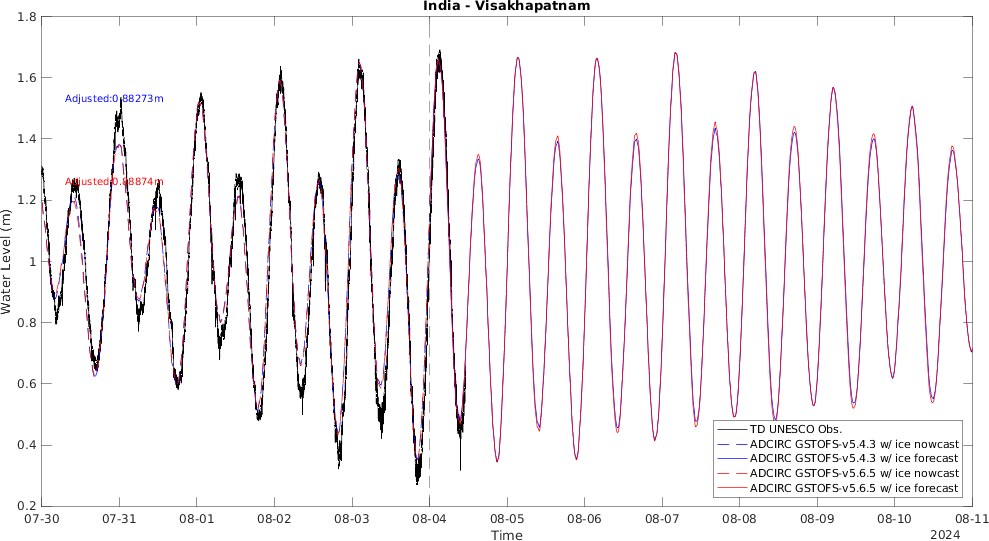 India - Visakhapatnam
1.8
1.6
1.4
1.2
1
0.8
0.6
0.4
0.2
Water Level (m)
Adjusted:0.88273m
Adjusted:0.88874m
TD UNESCO Obs.
ADCIRC GSTOFS-v5.4.3 w/ ice nowcast
ADCIRC GSTOFS-v5.4.3 w/ ice forecast
ADCIRC GSTOFS-v5.6.5 w/ ice nowcast
ADCIRC GSTOFS-v5.6.5 w/ ice forecast
07-30 07-31 08-01 08-02 08-03 08-04 08-05 08-06 08-07 08-08 08-09 08-10 08-11
Time
2024